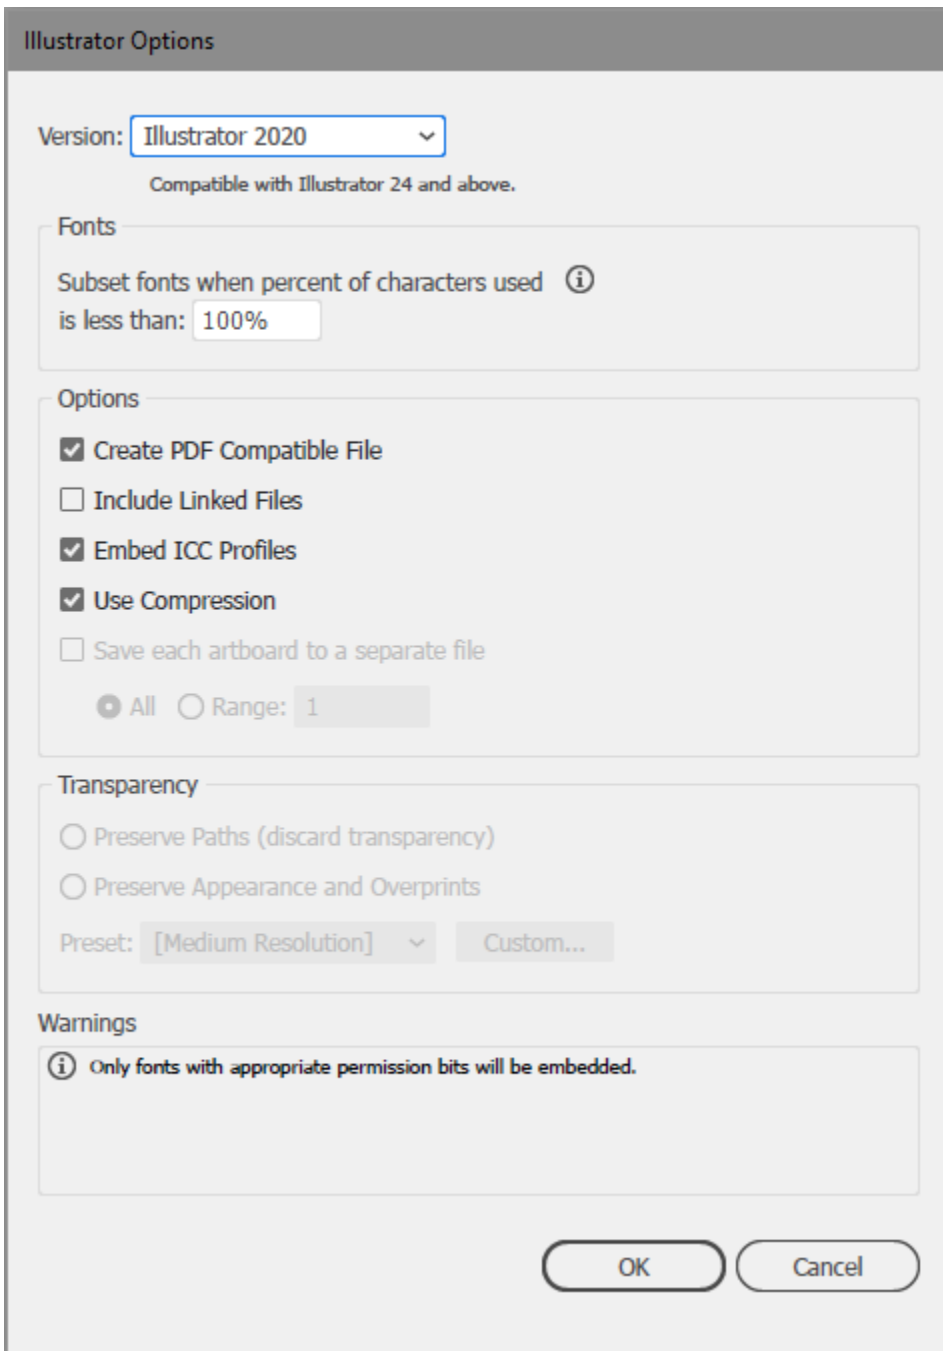 Illustrator Options
Version: Illustrator 2020
Compatible with Illustrator 24 and above.
Fonts
Subset fonts when percent of characters used
is less than: 100%
Options
Create PDF Compatible File
Include Linked Files
Embed ICC Profiles
Use Compression
Save each artboard to a separate file
All Range: 1
Transparency
Preserve Paths (discard transparency)
Preserve Appearance and Overprints
Preset: [Medium Resolution] Custom...
Warnings
Only fonts with appropriate permission bits will be embedded.
OK Cancel